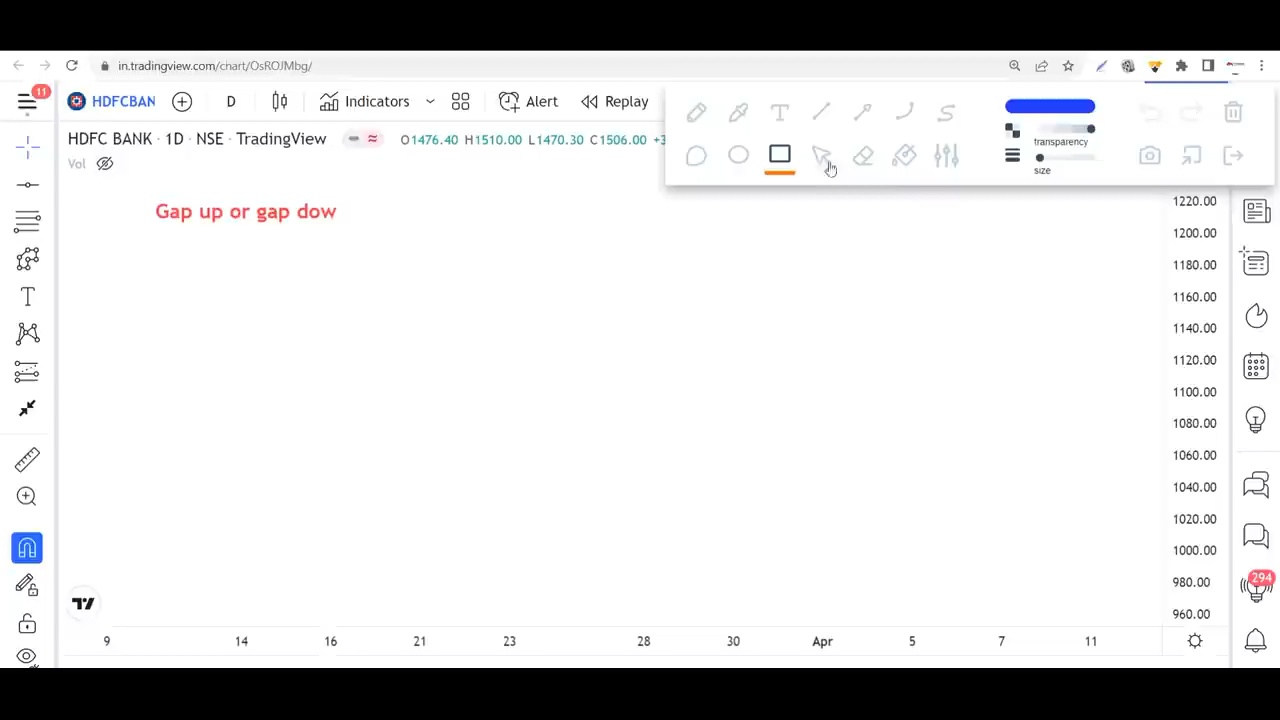 in.tradingview.com/chart/OsROJMbg/
11
HDFCBAN
D
Indicators
Alert
Replay
HDFC BANK · 1D · NSE · TradingView
O1476.40 H1510.00 L1470.30 C1506.00
Vol
transparency
size
Gap up or gap dow
1220.00
1200.00
1180.00
1160.00
1140.00
1120.00
1100.00
1080.00
1060.00
1040.00
1020.00
1000.00
980.00
960.00
294
9 14 16 21 23 28 30 Apr 5 7 11